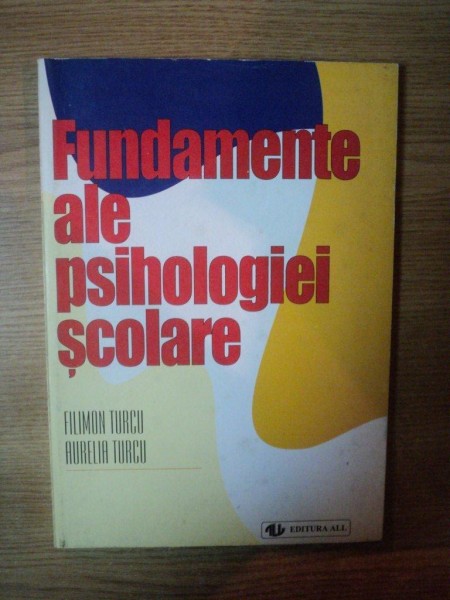 Fundamente
ale
psihologiei
școlare
FILIMON TURCU
AURELIA TURCU
EDITURA ALL